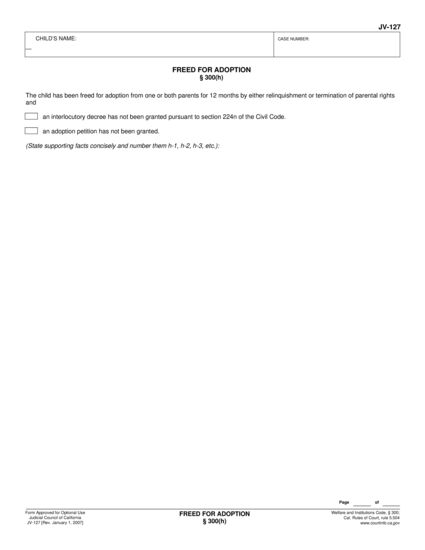 JV-127
CHILD'S NAME:
CASE NUMBER:
FREED FOR ADOPTION
§ 300(h)
The child has been freed for adoption from one or both parents for 12 months by either relinquishment or termination of parental rights
and
an interlocutory decree has not been granted pursuant to section 224n of the Civil Code.
an adoption petition has not been granted.
(State supporting facts concisely and number them h-1, h-2, h-3, etc.):
Page ______ of ______
Form Approved for Optional Use
Judicial Council of California
JV-127 [Rev. January 1, 2007]
FREED FOR ADOPTION
§ 300(h)
Welfare and Institutions Code, § 300;
Cal. Rules of Court, rule 5.504
www.courtinfo.ca.gov